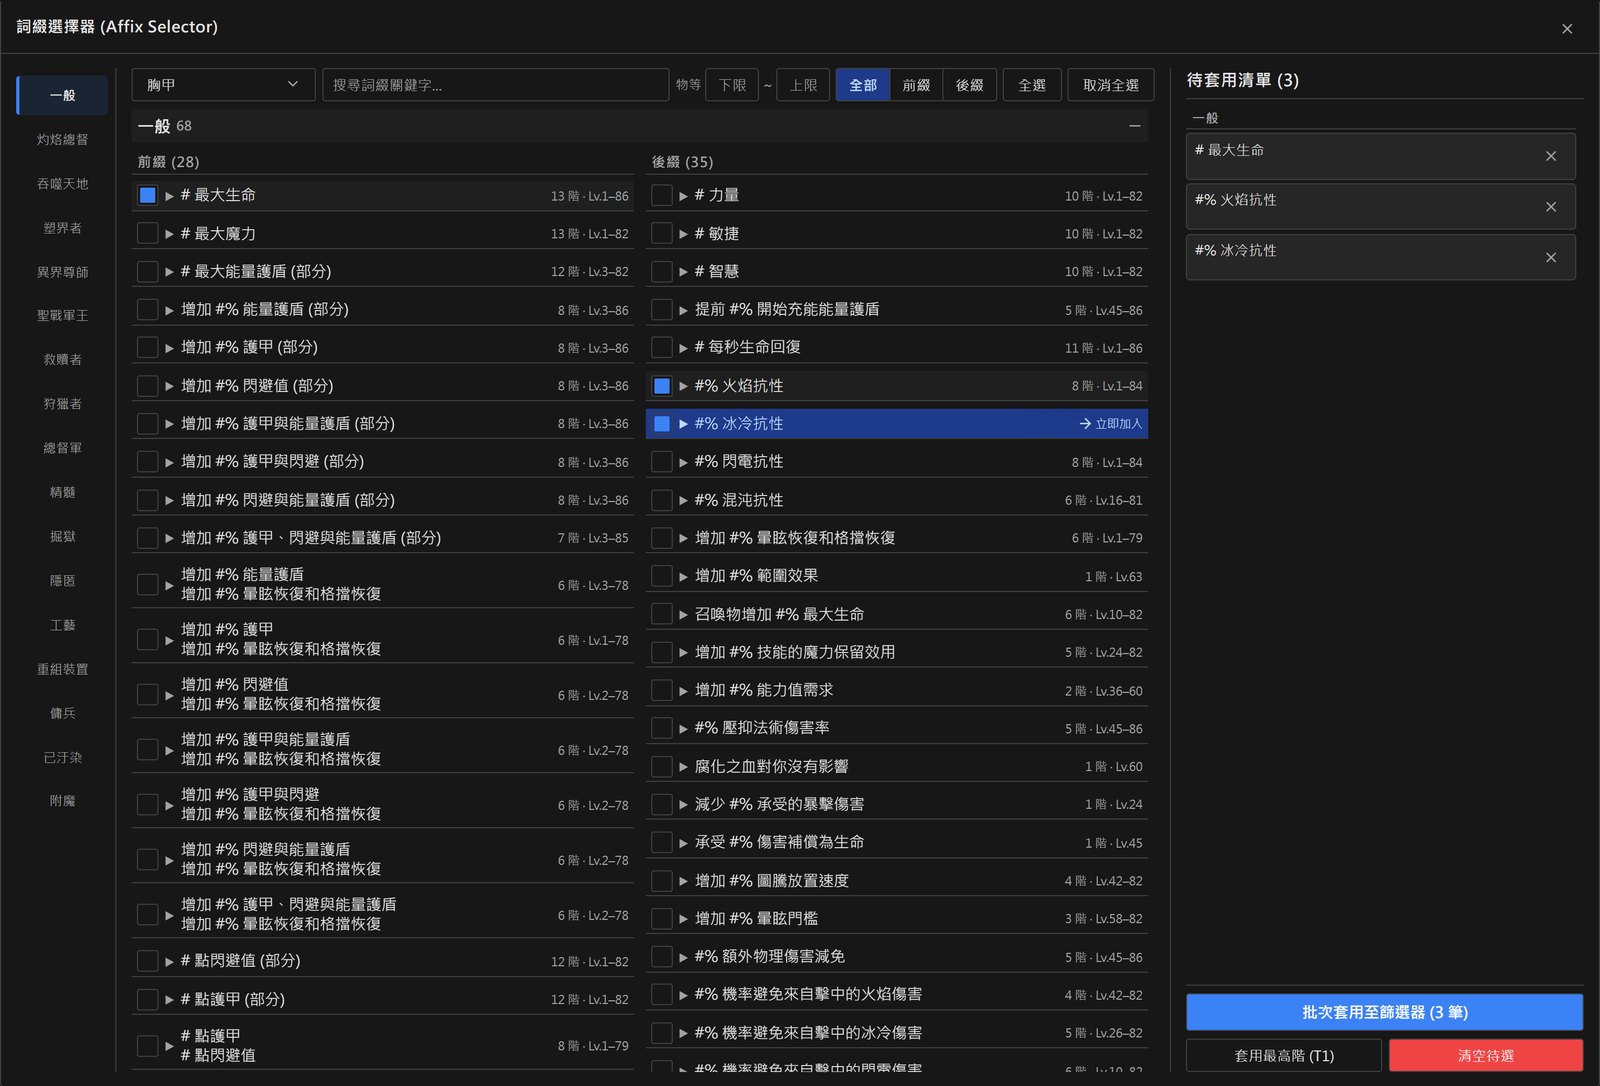 詞綴選擇器 (Affix Selector)
一般
灼烙總督
吞噬天地
塑界者
異界尊師
聖戰軍王
救贖者
狩獵者
總督軍
精髓
掘獄
隱匿
工藝
重組裝置
傭兵
已汙染
附魔
胸甲
搜尋詞綴關鍵字...
物等 下限 ~ 上限
全部 前綴 後綴 全選 取消全選
一般 68
前綴 (28)
# 最大生命 13 階 · Lv.1–86
# 最大魔力 13 階 · Lv.1–82
# 最大能量護盾 (部分) 12 階 · Lv.3–82
增加 #% 能量護盾 (部分) 8 階 · Lv.3–86
增加 #% 護甲 (部分) 8 階 · Lv.3–86
增加 #% 閃避值 (部分) 8 階 · Lv.3–86
增加 #% 護甲與能量護盾 (部分) 8 階 · Lv.3–86
增加 #% 護甲與閃避 (部分) 8 階 · Lv.3–86
增加 #% 閃避與能量護盾 (部分) 8 階 · Lv.3–86
增加 #% 護甲、閃避與能量護盾 (部分) 7 階 · Lv.3–85
增加 #% 能量護盾
增加 #% 暈眩恢復和格擋恢復 6 階 · Lv.3–78
增加 #% 護甲
增加 #% 暈眩恢復和格擋恢復 6 階 · Lv.1–78
增加 #% 閃避值
增加 #% 暈眩恢復和格擋恢復 6 階 · Lv.2–78
增加 #% 護甲與能量護盾
增加 #% 暈眩恢復和格擋恢復 6 階 · Lv.2–78
增加 #% 護甲與閃避
增加 #% 暈眩恢復和格擋恢復 6 階 · Lv.2–78
增加 #% 閃避與能量護盾
增加 #% 暈眩恢復和格擋恢復 6 階 · Lv.2–78
增加 #% 護甲、閃避與能量護盾
增加 #% 暈眩恢復和格擋恢復 6 階 · Lv.2–78
# 點閃避值 (部分) 12 階 · Lv.1–82
# 點護甲 (部分) 12 階 · Lv.1–82
# 點護甲
# 點閃避值 8 階 · Lv.1–79
後綴 (35)
# 力量 10 階 · Lv.1–82
# 敏捷 10 階 · Lv.1–82
# 智慧 10 階 · Lv.1–82
提前 #% 開始充能能量護盾 5 階 · Lv.45–86
# 每秒生命回復 11 階 · Lv.1–86
#% 火焰抗性 8 階 · Lv.1–84
#% 冰冷抗性 → 立即加入
#% 閃電抗性 8 階 · Lv.1–84
#% 混沌抗性 6 階 · Lv.16–81
增加 #% 暈眩恢復和格擋恢復 6 階 · Lv.1–79
增加 #% 範圍效果 1 階 · Lv.63
召喚物增加 #% 最大生命 6 階 · Lv.10–82
增加 #% 技能的魔力保留效用 5 階 · Lv.24–82
增加 #% 能力值需求 2 階 · Lv.36–60
#% 壓抑法術傷害率 5 階 · Lv.45–86
腐化之血對你沒有影響 1 階 · Lv.60
減少 #% 承受的暴擊傷害 1 階 · Lv.24
承受 #% 傷害補償為生命 1 階 · Lv.45
增加 #% 圖騰放置速度 4 階 · Lv.42–82
增加 #% 暈眩門檻 3 階 · Lv.58–82
#% 額外物理傷害減免 5 階 · Lv.45–86
#% 機率避免來自擊中的火焰傷害 4 階 · Lv.42–82
#% 機率避免來自擊中的冰冷傷害 5 階 · Lv.26–82
#% 機率避免來自擊中的閃電傷害 6 階 · Lv.10–82
待套用清單 (3)
一般
# 最大生命
#% 火焰抗性
#% 冰冷抗性
批次套用至篩選器 (3 筆)
套用最高階 (T1) 清空待選